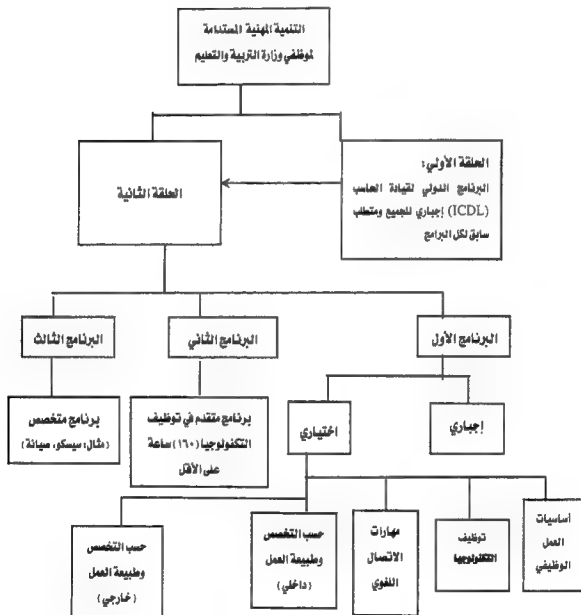 التنمية المهنية المستدامة
لموظفي وزارة التربية والتعليم
الحلقة الأولي:
البرنامج الدولي لقيادة الحاسب
(ICDL) إجباري للجميع ومتطلب
سابق لكل البرامج
الحلقة الثانية
البرنامج الأول
البرنامج الثاني
البرنامج الثالث
إجباري
اختياري
برنامج متقدم في توظيف
التكنولوجيا (١٦٠) ساعة
على الأقل
برنامج متخصص
(مثال: سيسكو، صيانة)
أساسيات
العمل
الوظيفي
توظيف
التكنولوجيا
مهارات
الاتصال
اللغوي
حسب التخصص
وطبيعة العمل
(داخلي)
حسب التخصص
وطبيعة العمل
(خارجي)